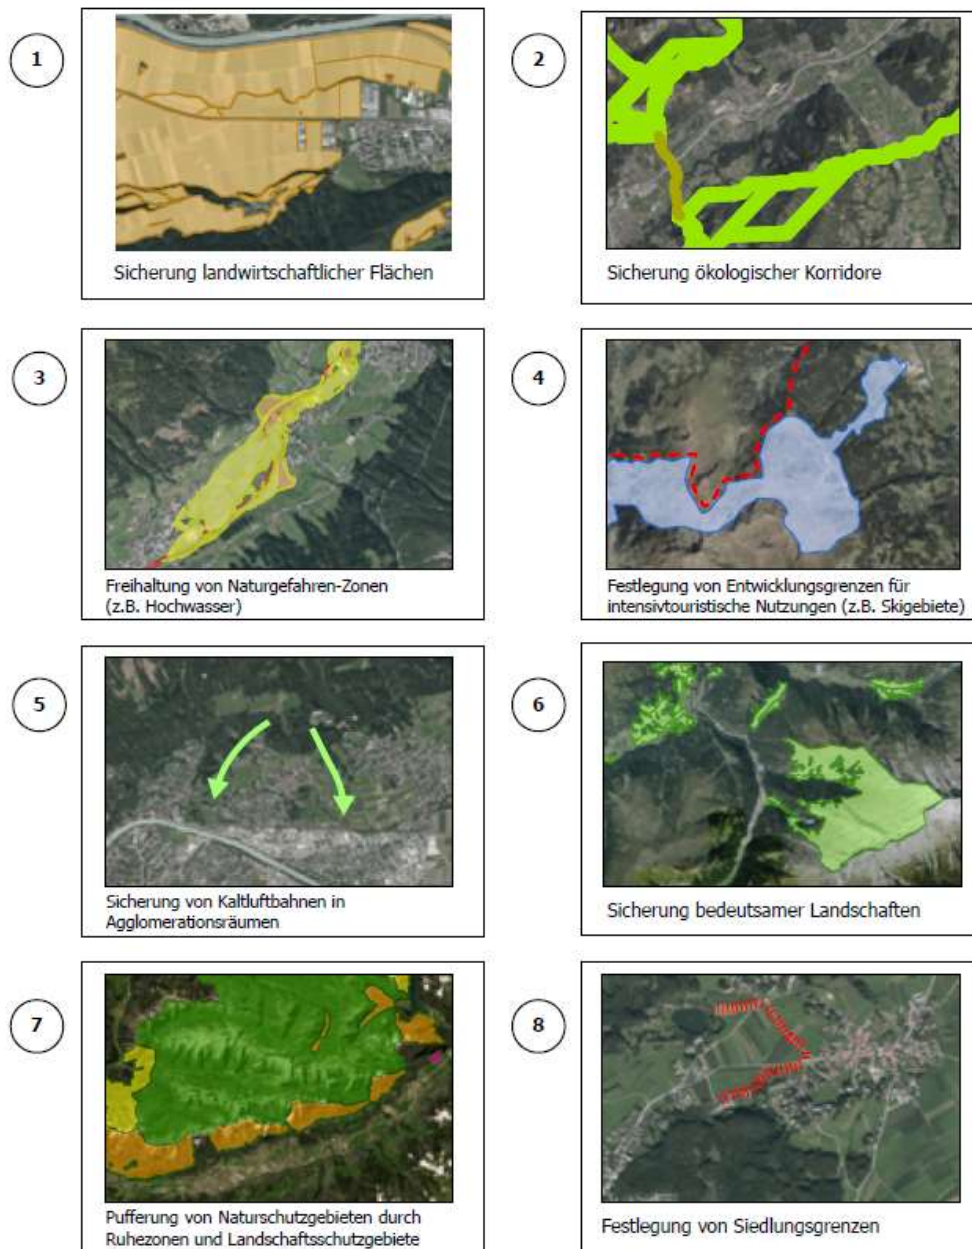 1
Sicherung landwirtschaftlicher Flächen
2
Sicherung ökologischer Korridore
3
Freihaltung von Naturgefahren-Zonen
(z.B. Hochwasser)
4
Festlegung von Entwicklungsgrenzen für
intensivtouristische Nutzungen (z.B. Skigebiete)
5
Sicherung von Kaltluftbahnen in
Agglomerationsräumen
6
Sicherung bedeutsamer Landschaften
7
Pufferung von Naturschutzgebieten durch
Ruhezonen und Landschaftsschutzgebiete
8
Festlegung von Siedlungsgrenzen